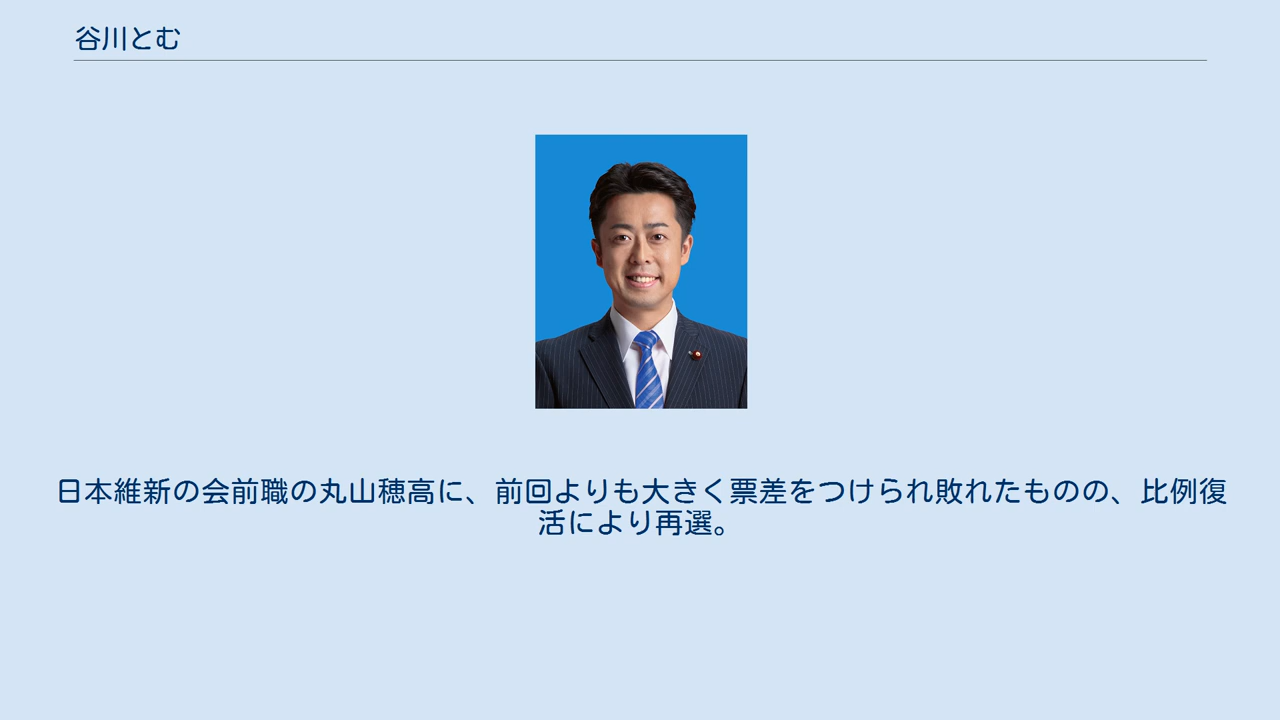 谷川とむ
日本維新の会前職の丸山穂高に、前回よりも大きく票差をつけられ敗れたものの、比例復
活により再選。